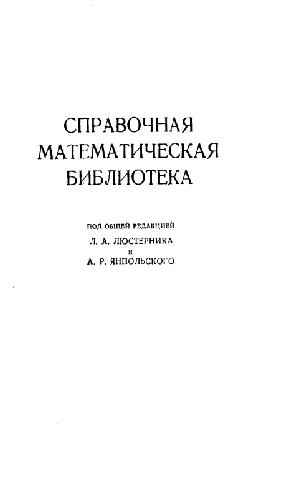 СПРАВОЧНАЯ
МАТЕМАТИЧЕСКАЯ
БИБЛИОТЕКА
ПОД ОБЩЕЙ РЕДАКЦИЕЙ
Л. А. ЛЮСТЕРНИКА
И
А. Р. ЯНПОЛЬСКОГО